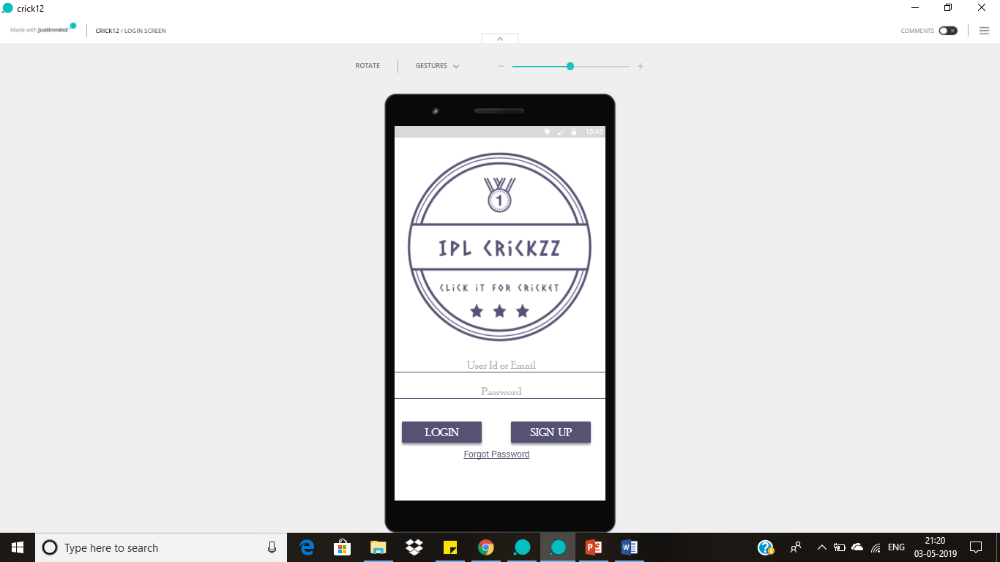 crick12
Made with Justinmind
CRICK12 / LOGIN SCREEN
COMMENTS
ROTATE
GESTURES
15:45
1
IPL CRiCKZZ
CLiCK iT FOR CRiCKET
User Id or Email
Password
LOGIN
SIGN UP
Forgot Password
Type here to search
ENG
21:20
03-05-2019